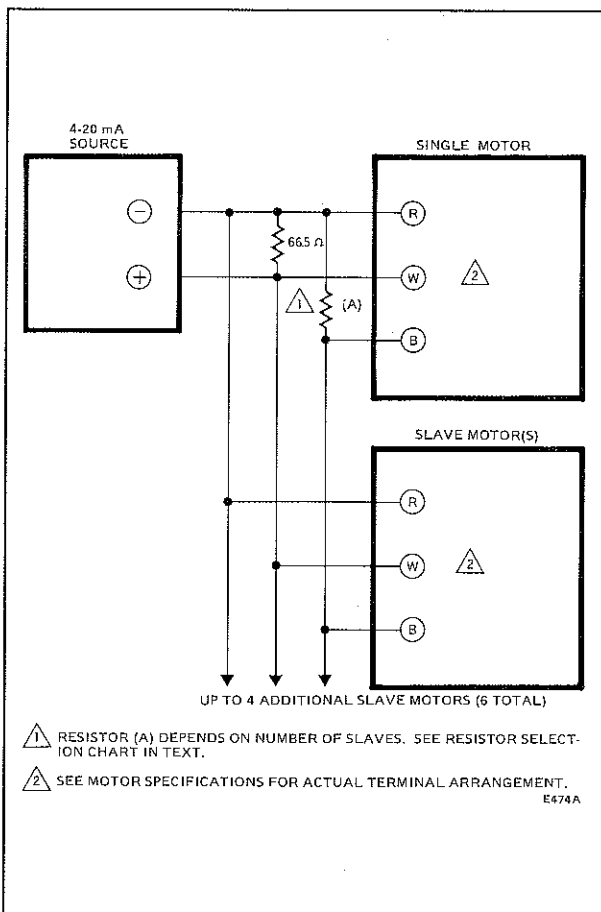 4-20 mA
SOURCE
SINGLE MOTOR
−
R
66.5 Ω
+
W
2
1
(A)
B
SLAVE MOTOR(S)
R
W
2
B
UP TO 4 ADDITIONAL SLAVE MOTORS (6 TOTAL)
1 RESISTOR (A) DEPENDS ON NUMBER OF SLAVES. SEE RESISTOR SELECT-
ION CHART IN TEXT.
2 SEE MOTOR SPECIFICATIONS FOR ACTUAL TERMINAL ARRANGEMENT.
E474A